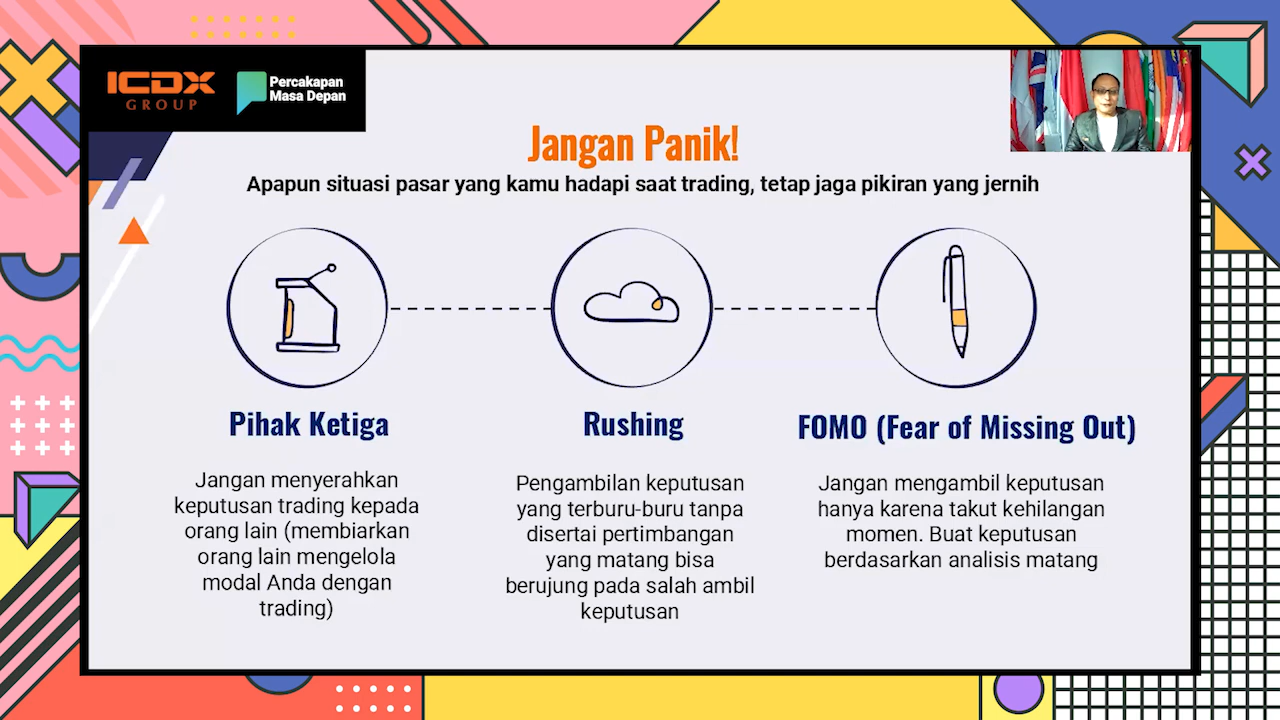 ICDX
GROUP
Percakapan
Masa Depan
Jangan Panik!
Apapun situasi pasar yang kamu hadapi saat trading, tetap jaga pikiran yang jernih
Pihak Ketiga
Jangan menyerahkan
keputusan trading kepada
orang lain (membiarkan
orang lain mengelola
modal Anda dengan
trading)
Rushing
Pengambilan keputusan
yang terburu-buru tanpa
disertai pertimbangan
yang matang bisa
berujung pada salah ambil
keputusan
FOMO (Fear of Missing Out)
Jangan mengambil keputusan
hanya karena takut kehilangan
momen. Buat keputusan
berdasarkan analisis matang